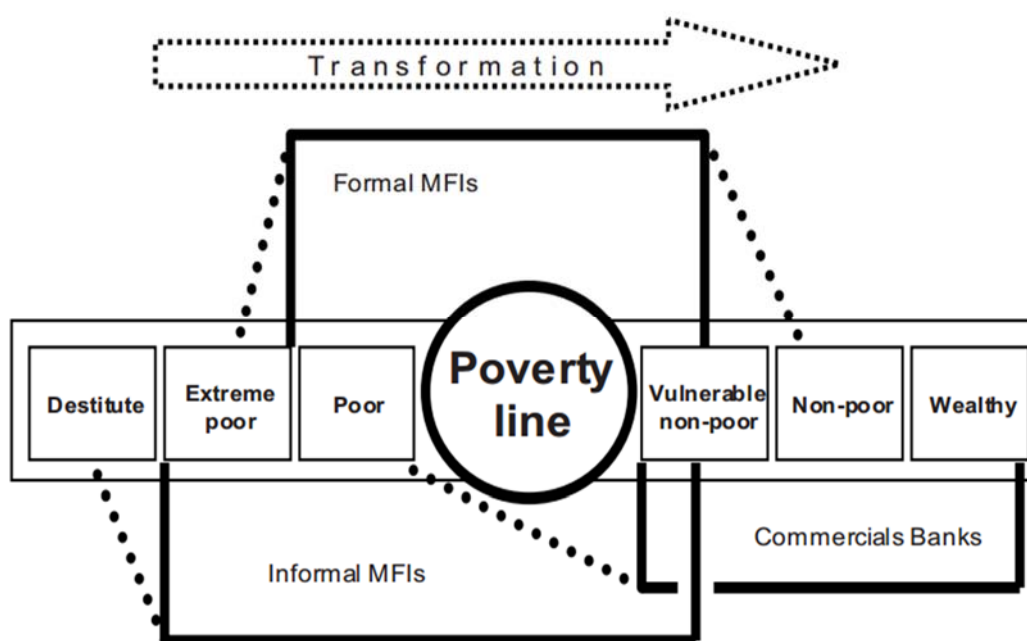 Transformation
Formal MFIs
Destitute
Extreme
poor
Poor
Poverty
line
Vulnerable
non-poor
Non-poor
Wealthy
Informal MFIs
Commercials Banks